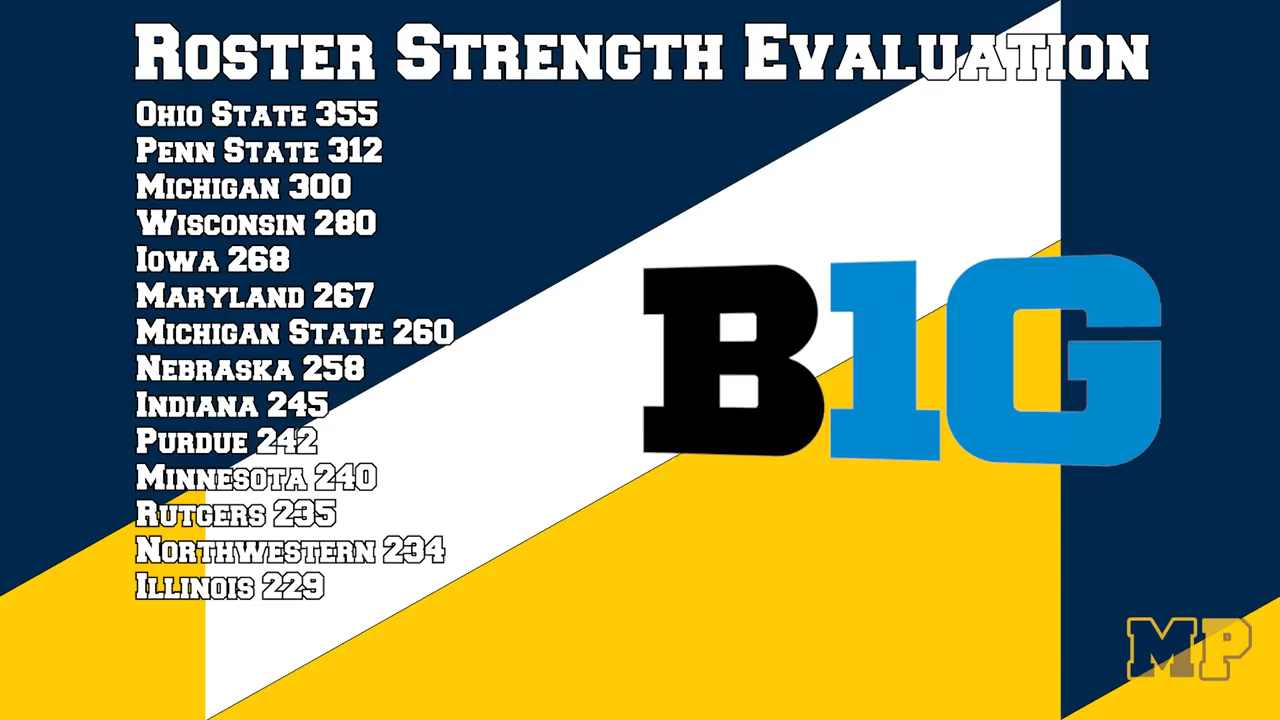 Roster Strength Evaluation
Ohio State 355
Penn State 312
Michigan 300
Wisconsin 280
Iowa 268
Maryland 267
Michigan State 260
Nebraska 258
Indiana 245
Purdue 242
Minnesota 240
Rutgers 235
Northwestern 234
Illinois 229
B1G
MP